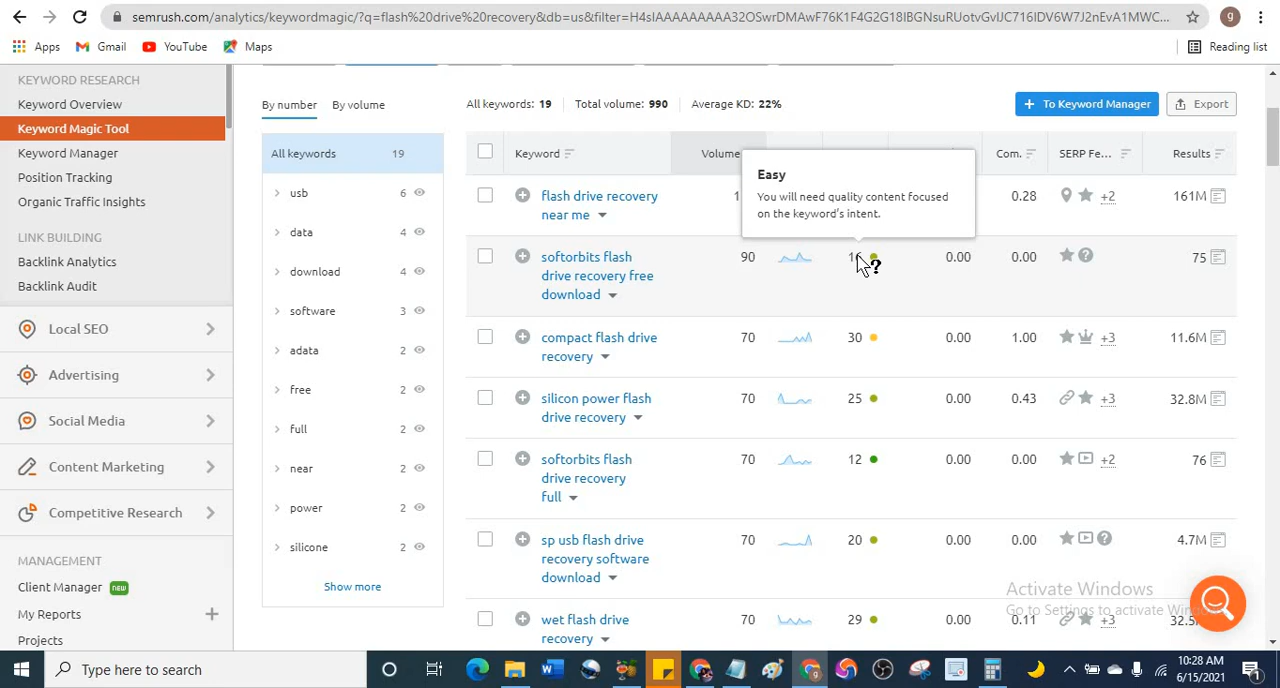 semrush.com/analytics/keywordmagic/?q=flash%20drive%20recovery&db=us&filter=
g
Apps Gmail YouTube Maps Reading list
KEYWORD RESEARCH
Keyword Overview
Keyword Magic Tool
Keyword Manager
Position Tracking
Organic Traffic Insights
LINK BUILDING
Backlink Analytics
Backlink Audit
Local SEO
Advertising
Social Media
Content Marketing
Competitive Research
MANAGEMENT
Client Manager NEW
My Reports
Projects
By number By volume
All keywords 19
usb 6
data 4
download 4
software 3
adata 2
free 2
full 2
near 2
power 2
silicone 2
Show more
All keywords: 19 Total volume: 990 Average KD: 22%
+ To Keyword Manager Export
Keyword Volume Com. SERP Fe... Results
Easy
You will need quality content focused
on the keyword's intent.
flash drive recovery
near me 0.28 +2 161M
softorbits flash
drive recovery free
download 90 0.00 0.00 75
compact flash drive
recovery 70 30 0.00 1.00 +3 11.6M
silicon power flash
drive recovery 70 25 0.00 0.43 +3 32.8M
softorbits flash
drive recovery
full 70 12 0.00 0.00 +2 76
sp usb flash drive
recovery software
download 70 20 0.00 0.00 4.7M
wet flash drive
recovery 70 29 0.00 0.11 +3
Activate Windows
Go to Settings to activate
Type here to search
10:28 AM
6/15/2021
1